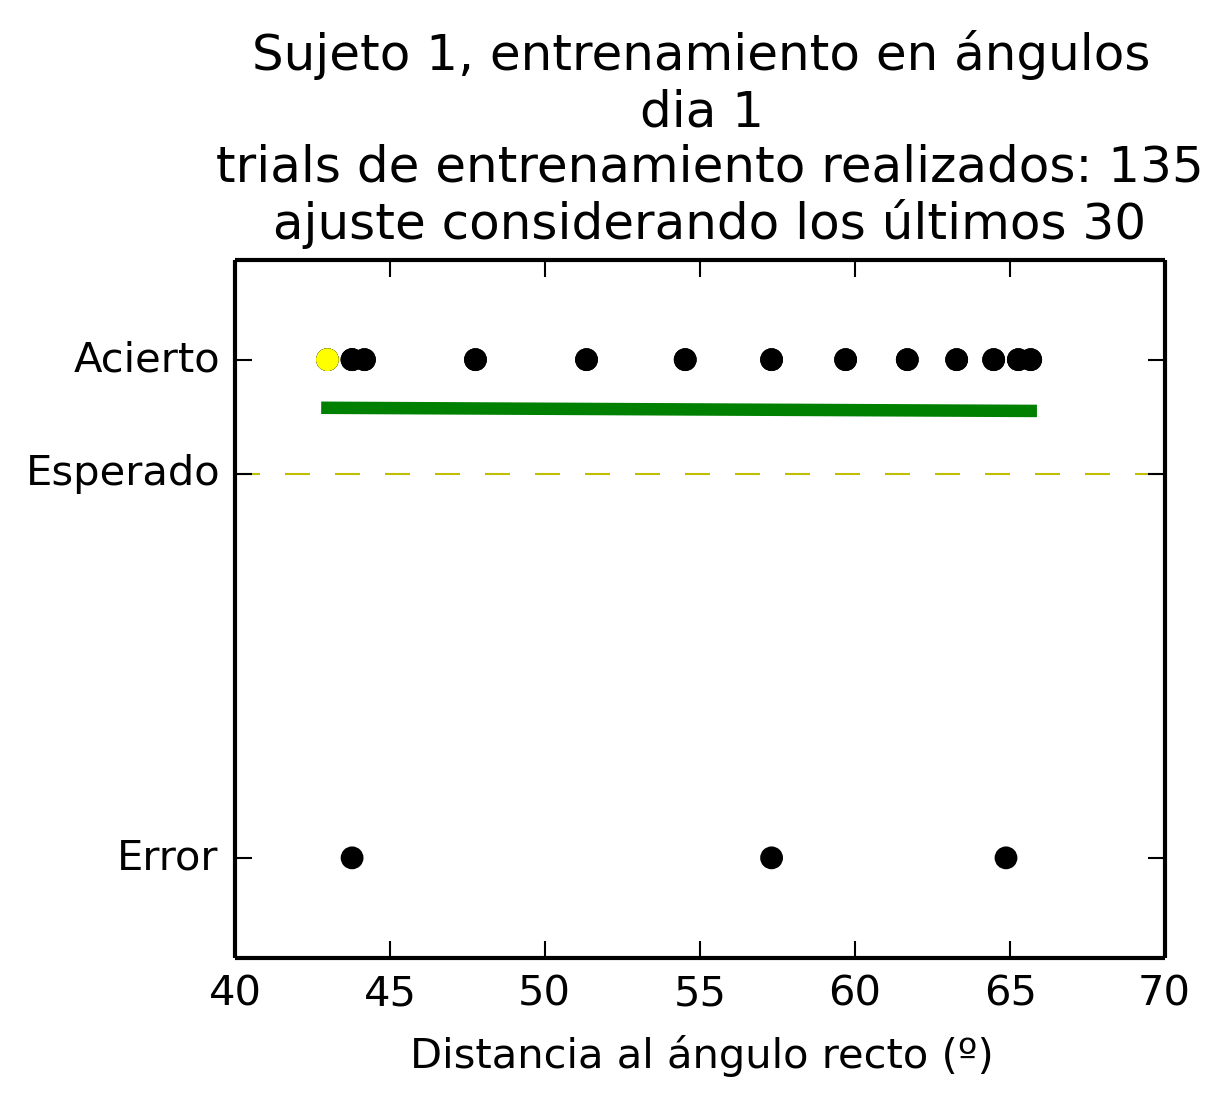 Sujeto 1, entrenamiento en ángulos
dia 1
trials de entrenamiento realizados: 135
ajuste considerando los últimos 30
Acierto
Esperado
Error
40 45 50 55 60 65 70
Distancia al ángulo recto (º)